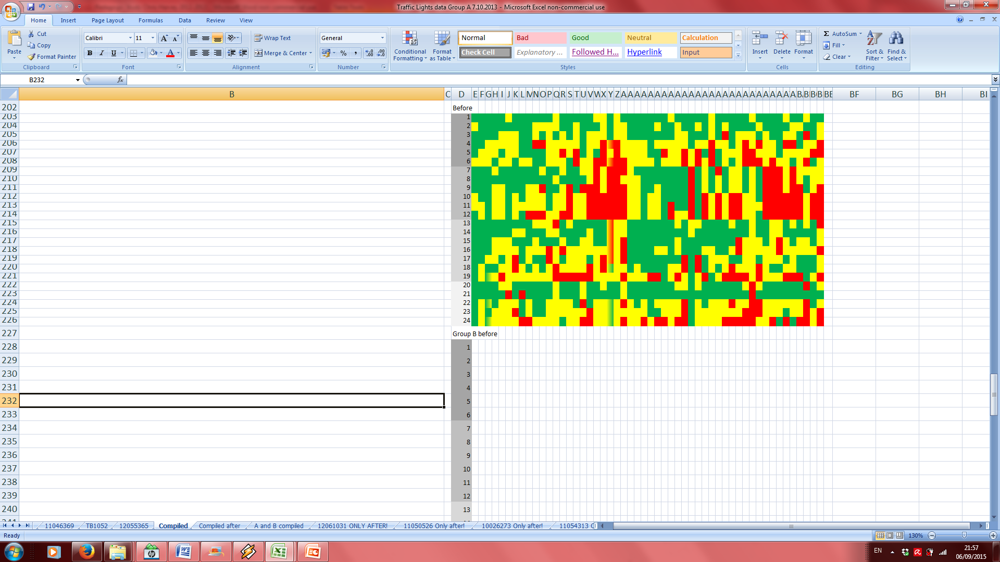 Traffic Lights data Group A 7.10.2013 - Microsoft Excel non-commercial use
Home Insert Page Layout Formulas Data Review View
Paste Cut Copy Format Painter
Calibri 11
B I U A
Wrap Text
Merge & Center
General
% ,
Conditional Formatting Format as Table
Normal Bad Good Neutral Calculation
Check Cell Explanatory ... Followed H... Hyperlink Input
Insert Delete Format
Σ AutoSum Fill Clear
Sort & Filter Find & Select
Clipboard Font Alignment Number Styles Cells Editing
B232 fx
B C D E F G H I J K L M N O P Q R S T U V W X Y Z A A A A A A A A A A A A A A A A A A A BF BG BH BI
202 Before
203 1
204 2
205 3
206 4
207 5
208 6
209 7
210 8
211 9
212 10
213 11
214 12
215 13
216 14
217 15
218 16
219 17
220 18
221 19
222 20
223 21
224 22
225 23
226 24
227 Group B before
228 1
229 2
230 3
231 4
232 5
233 6
234 7
235 8
236 9
237 10
238 11
239 12
240 13
241
11046369 TB1052 12055365 Compiled Compiled after A and B compiled 12061031 ONLY AFTER! 11050526 Only after! 10026273 Only after! 11054313 C
Ready 130%
EN 21:57
06/09/2015